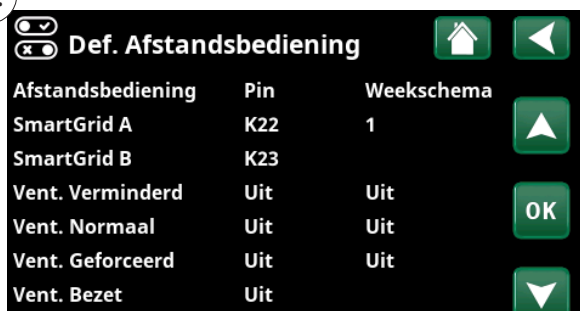 Def. Afstandsbediening
Afstandsbediening Pin Weekschema
SmartGrid A K22 1
SmartGrid B K23
Vent. Verminderd Uit Uit
OK
Vent. Normaal Uit Uit
Vent. Geforceerd Uit Uit
Vent. Bezet Uit